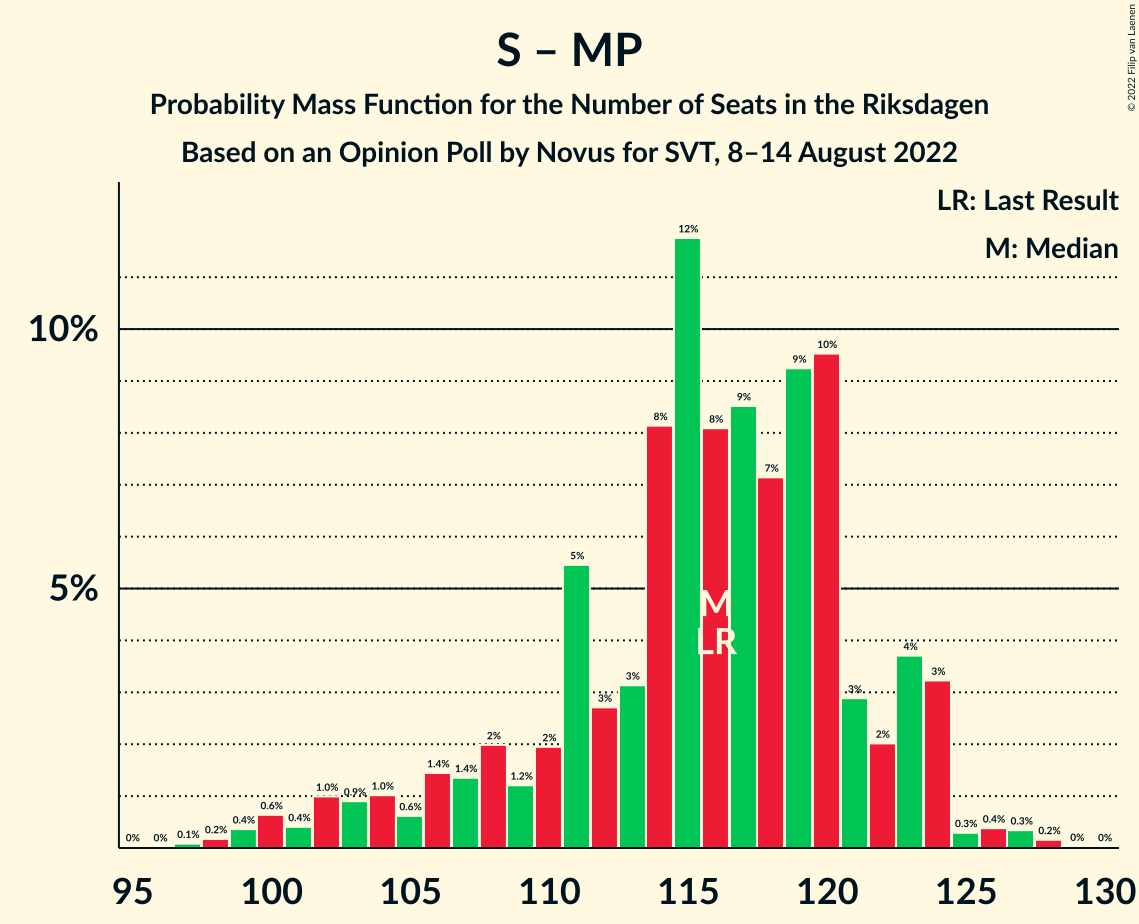 S – MP
Probability Mass Function for the Number of Seats in the Riksdagen
Based on an Opinion Poll by Novus for SVT, 8–14 August 2022
© 2022 Filip van Laenen
LR: Last Result
M: Median
10%
5%
0% 0% 0.1% 0.2% 0.4% 0.6% 0.4% 1.0% 0.9% 1.0% 0.6% 1.4% 1.4% 2% 1.2% 2% 5% 3% 3% 8% 12% 8% 9% 7% 9% 10% 3% 2% 4% 3% 0.3% 0.4% 0.3% 0.2% 0% 0%
M
LR
95 100 105 110 115 120 125 130